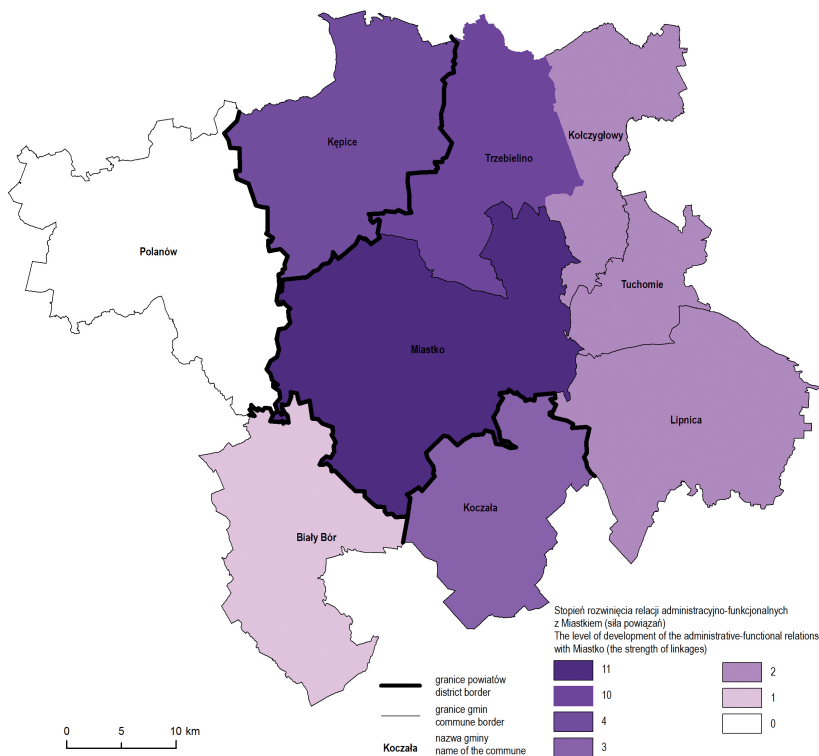 Kępice
Trzebielino
Kołczygłowy
Polanów
Tuchomie
Miastko
Lipnica
Koczała
Biały Bór
Stopień rozwinięcia relacji administracyjno-funkcjonalnych
z Miastkiem (siła powiązań)
The level of development of the administrative-functional relations
with Miastko (the strength of linkages)
11
10
4
3
2
1
0
granice powiatów
district border
granice gmin
commune border
Koczała
nazwa gminy
name of the commune
0 5 10 km